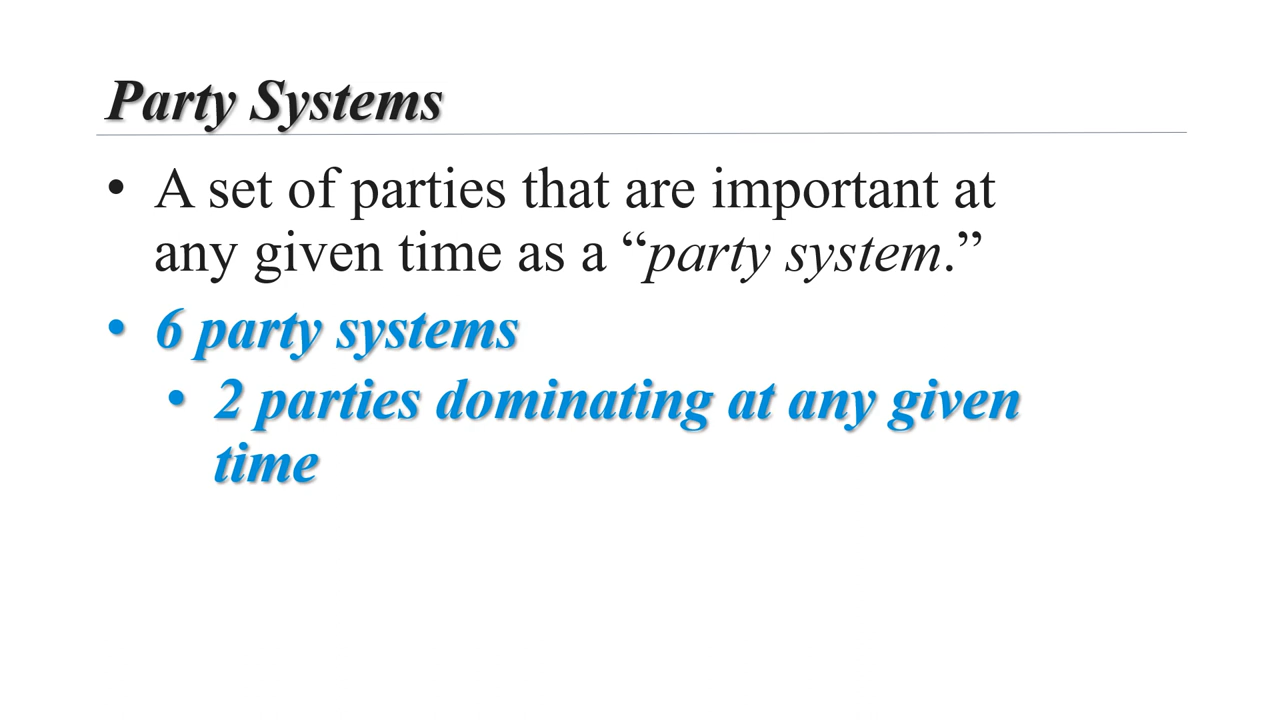 Party Systems
• A set of parties that are important at
any given time as a “party system.”
• 6 party systems
• 2 parties dominating at any given
time